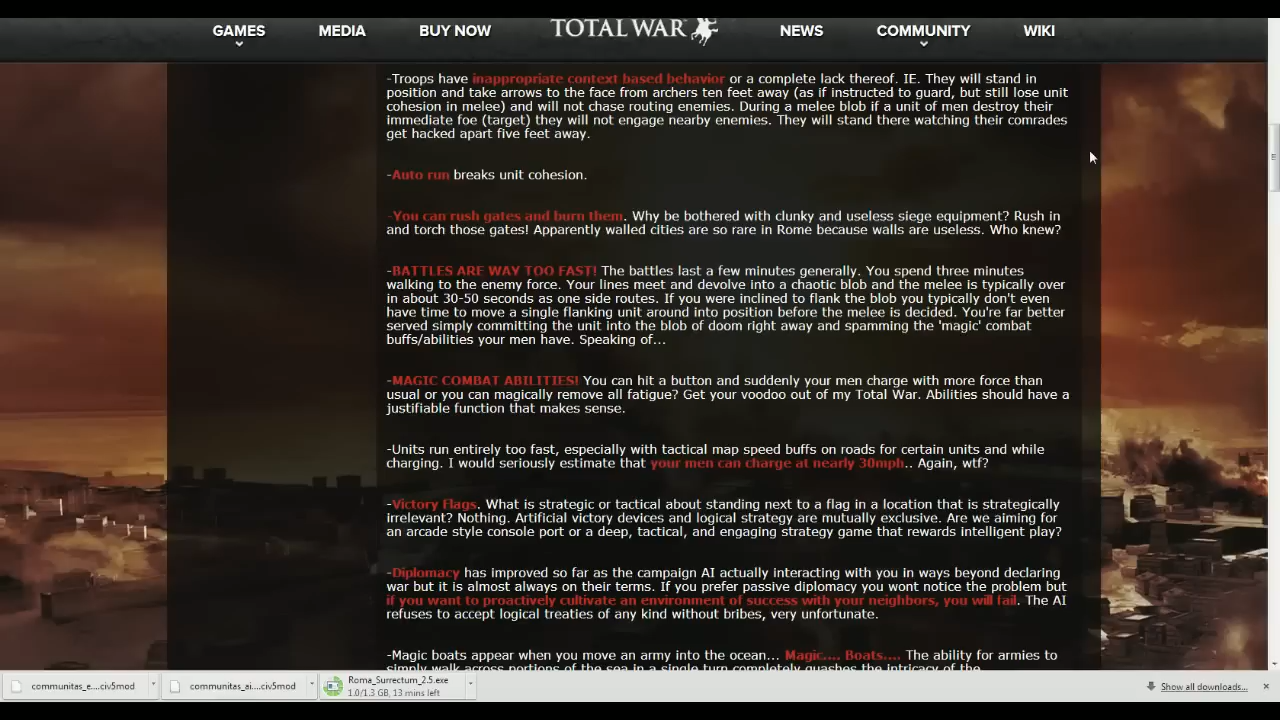 GAMES
MEDIA
BUY NOW
TOTAL WAR
NEWS
COMMUNITY
WIKI
-Troops have inappropriate context based behavior or a complete lack thereof. IE. They will stand in
position and take arrows to the face from archers ten feet away (as if instructed to guard, but still lose unit
cohesion in melee) and will not chase routing enemies. During a melee blob if a unit of men destroy their
immediate foe (target) they will not engage nearby enemies. They will stand there watching their comrades
get hacked apart five feet away.
-Auto run breaks unit cohesion.
-You can rush gates and burn them. Why be bothered with clunky and useless siege equipment? Rush in
and torch those gates! Apparently walled cities are so rare in Rome because walls are useless. Who knew?
-BATTLES ARE WAY TOO FAST! The battles last a few minutes generally. You spend three minutes
walking to the enemy force. Your lines meet and devolve into a chaotic blob and the melee is typically over
in about 30-50 seconds as one side routes. If you were inclined to flank the blob you typically don't even
have time to move a single flanking unit around into position before the melee is decided. You're far better
served simply committing the unit into the blob of doom right away and spamming the 'magic' combat
buffs/abilities your men have. Speaking of...
-MAGIC COMBAT ABILITIES! You can hit a button and suddenly your men charge with more force than
usual or you can magically remove all fatigue? Get your voodoo out of my Total War. Abilities should have a
justifiable function that makes sense.
-Units run entirely too fast, especially with tactical map speed buffs on roads for certain units and while
charging. I would seriously estimate that your men can charge at nearly 30mph.. Again, wtf?
-Victory Flags. What is strategic or tactical about standing next to a flag in a location that is strategically
irrelevant? Nothing. Artificial victory devices and logical strategy are mutually exclusive. Are we aiming for
an arcade style console port or a deep, tactical, and engaging strategy game that rewards intelligent play?
-Diplomacy has improved so far as the campaign AI actually interacting with you in ways beyond declaring
war but it is almost always on their terms. If you prefer passive diplomacy you wont notice the problem but
if you want to proactively cultivate an environment of success with your neighbors, you will fail. The AI
refuses to accept logical treaties of any kind without bribes, very unfortunate.
-Magic boats appear when you move an army into the ocean... Magic.... Boats.... The ability for armies to
simply walk across portions of the sea in a single turn completely quashes the intricacy of the
communitas_e....civ5mod
communitas_ai....civ5mod
Roma_Surrectum_2.5.exe
1.0/1.3 GB, 13 mins left
Show all downloads...